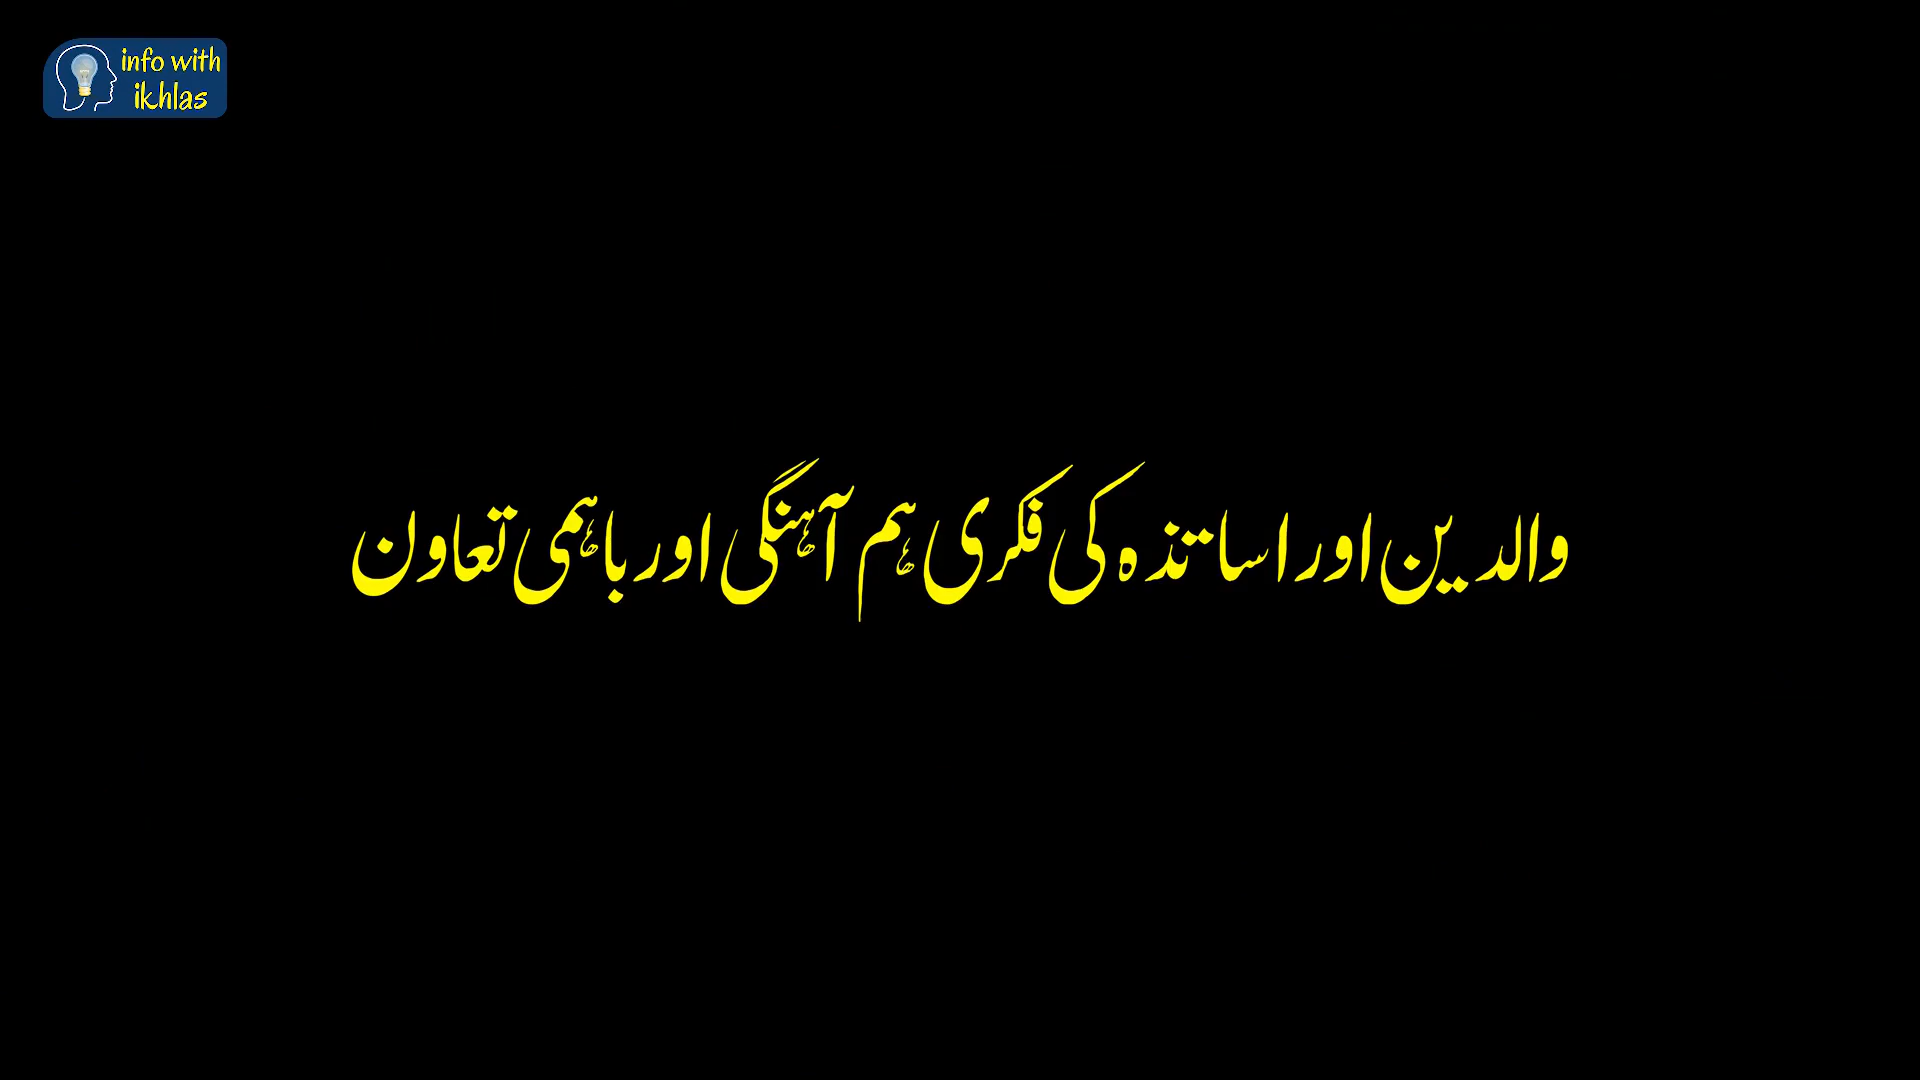 info with
ikhlas
والدین اور اساتذہ کی فکری ہم آہنگی اور باہمی تعاون